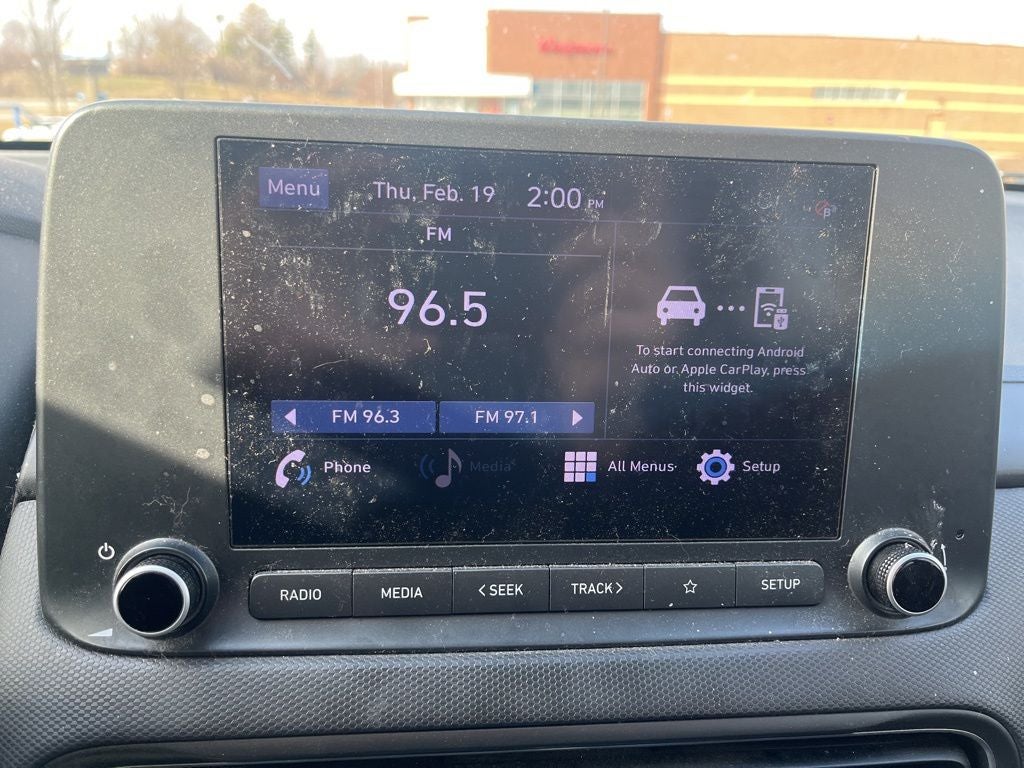 Menu
Thu, Feb. 19 2:00 PM
FM
96.5
To start connecting Android
Auto or Apple CarPlay, press
this widget.
FM 96.3
FM 97.1
Phone
Media
All Menus
Setup
RADIO
MEDIA
< SEEK
TRACK >
SETUP